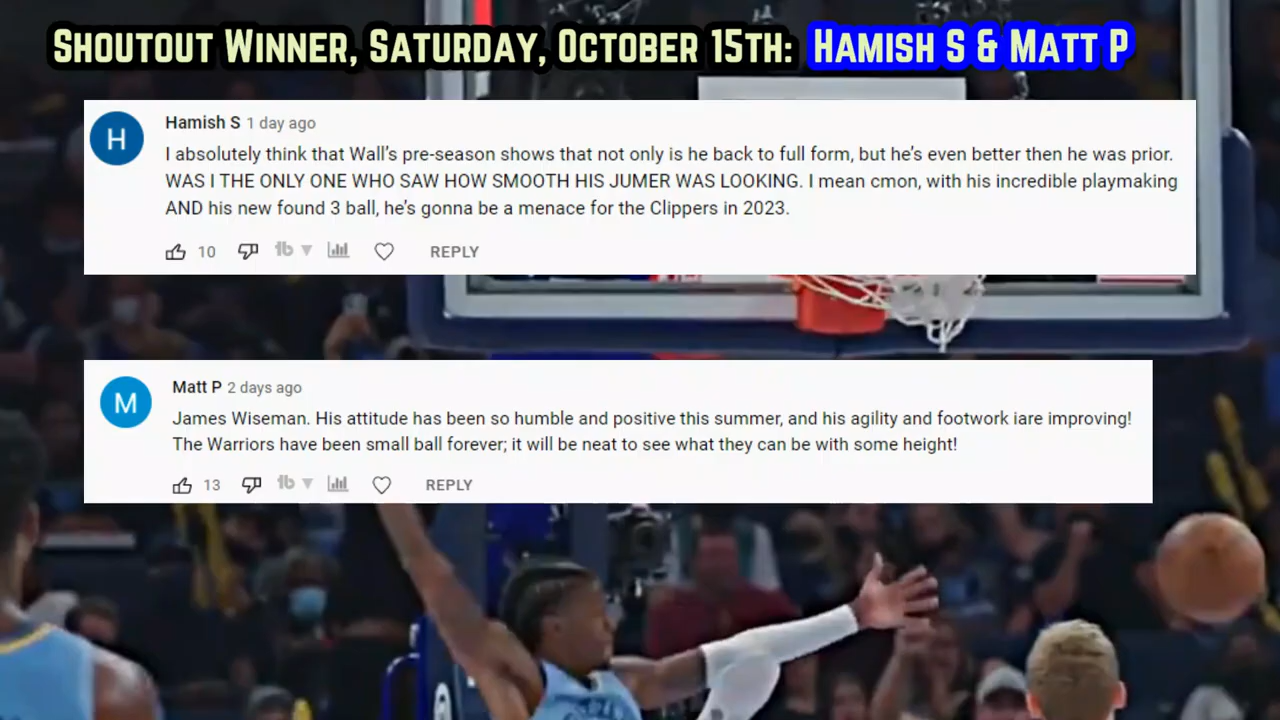 Shoutout Winner, Saturday, October 15th: Hamish S & Matt P
H
Hamish S 1 day ago
I absolutely think that Wall's pre-season shows that not only is he back to full form, but he's even better then he was prior.
WAS I THE ONLY ONE WHO SAW HOW SMOOTH HIS JUMER WAS LOOKING. I mean cmon, with his incredible playmaking
AND his new found 3 ball, he's gonna be a menace for the Clippers in 2023.
10 tb REPLY
M
Matt P 2 days ago
James Wiseman. His attitude has been so humble and positive this summer, and his agility and footwork iare improving!
The Warriors have been small ball forever; it will be neat to see what they can be with some height!
13 tb REPLY